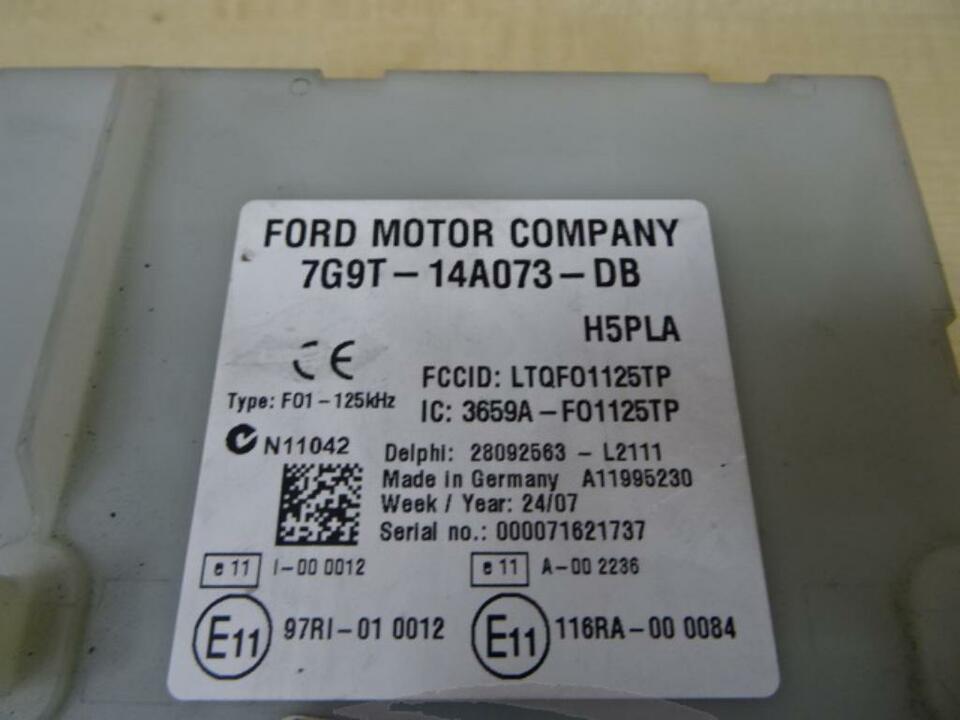 FORD MOTOR COMPANY
7G9T-14A073-DB
H5PLA
CE
FCCID: LTQFO1125TP
Type: F01-125kHz
IC: 3659A-FO1125TP
N11042
Delphi: 28092563 - L2111
Made in Germany A11995230
Week / Year: 24/07
Serial no.: 000071621737
e 11 I-00 0012
e 11 A-00 2236
E11 97RI-01 0012
E11 116RA-00 0084